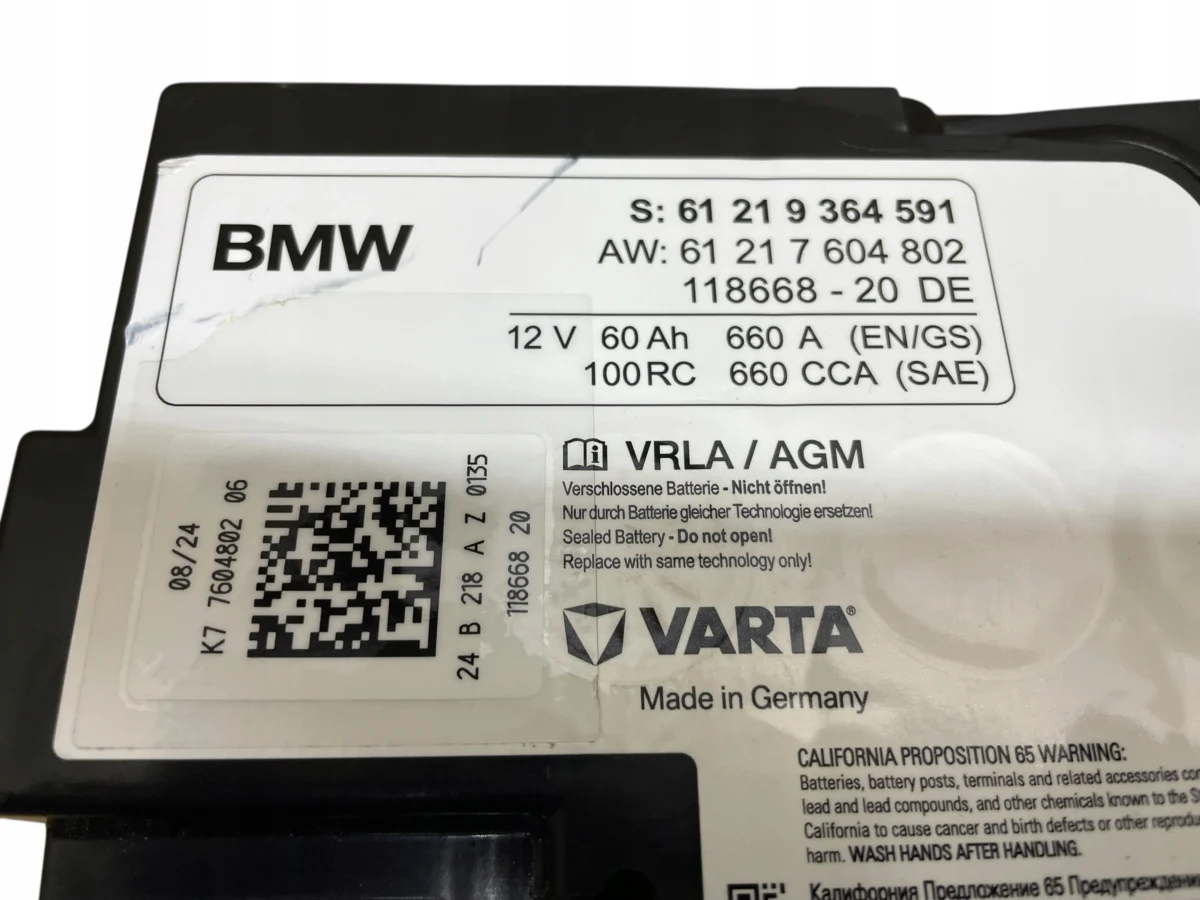 BMW
S: 61 21 9 364 591
AW: 61 21 7 604 802
118668 - 20 DE
12 V 60 Ah 660 A (EN/GS)
100 RC 660 CCA (SAE)
08/24
K7 7604802 06
24 B 218 A Z 0135
118668 20
VRLA / AGM
Verschlossene Batterie - Nicht öffnen!
Nur durch Batterie gleicher Technologie ersetzen!
Sealed Battery - Do not open!
Replace with same technology only!
VARTA®
Made in Germany
CALIFORNIA PROPOSITION 65 WARNING:
Batteries, battery posts, terminals and related accessories
lead and lead compounds, and other chemicals known to the
California to cause cancer and birth defects or other
harm. WASH HANDS AFTER HANDLING.
Калифорния Предложение 65